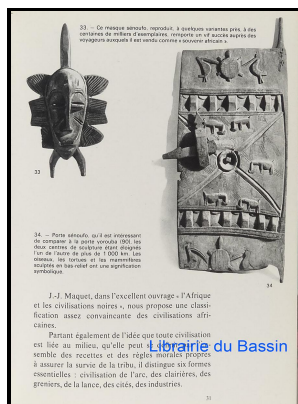 33. — Ce masque sénoufo, reproduit, à quelques variantes près, à des
centaines de milliers d'exemplaires, remporte un vif succès auprès des
voyageurs auxquels il est vendu comme « souvenir africain ».
33
34. — Porte sénoufo, qu'il est intéressant
de comparer à la porte yorouba (90), les
deux centres de sculpture étant éloignés
l'un de l'autre de plus de 1 000 km. Les
oiseaux, les tortues et les mammifères
sculptés en bas-relief ont une signification
symbolique.
34
J.-J. Maquet, dans l'excellent ouvrage « l'Afrique
et les civilisations noires », nous propose une classi-
fication assez convaincante des civilisations afri-
caines.
Partant également de l'idée que toute civilisation
est liée au milieu, qu'elle peut
semble des recettes et des règles morales propres
à assurer la survie de la tribu, il distingue six formes
essentielles : civilisation de l'arc, des clairières, des
greniers, de la lance, des cités, des industries.
Librairie du Bassin
31